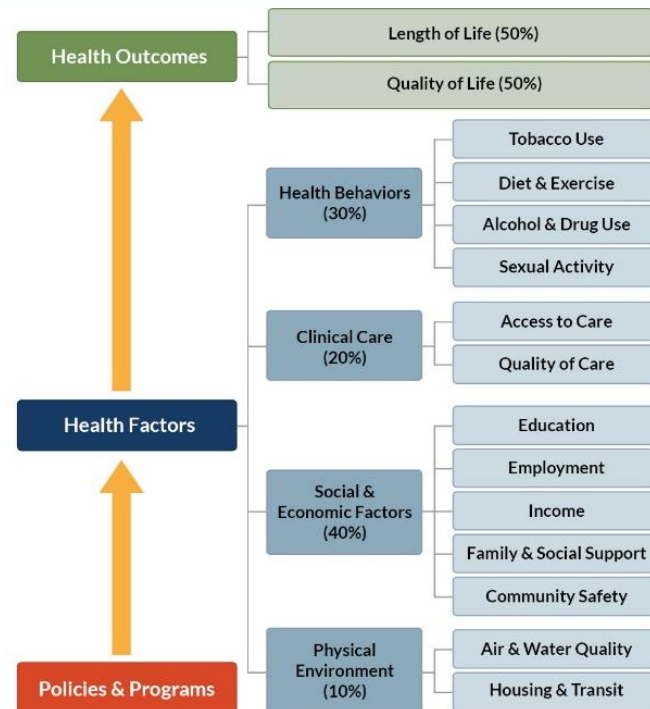 Health Outcomes
Length of Life (50%)
Quality of Life (50%)
Health Factors
Health Behaviors
(30%)
Tobacco Use
Diet & Exercise
Alcohol & Drug Use
Sexual Activity
Clinical Care
(20%)
Access to Care
Quality of Care
Social &
Economic Factors
(40%)
Education
Employment
Income
Family & Social Support
Community Safety
Physical
Environment
(10%)
Air & Water Quality
Housing & Transit
Policies & Programs